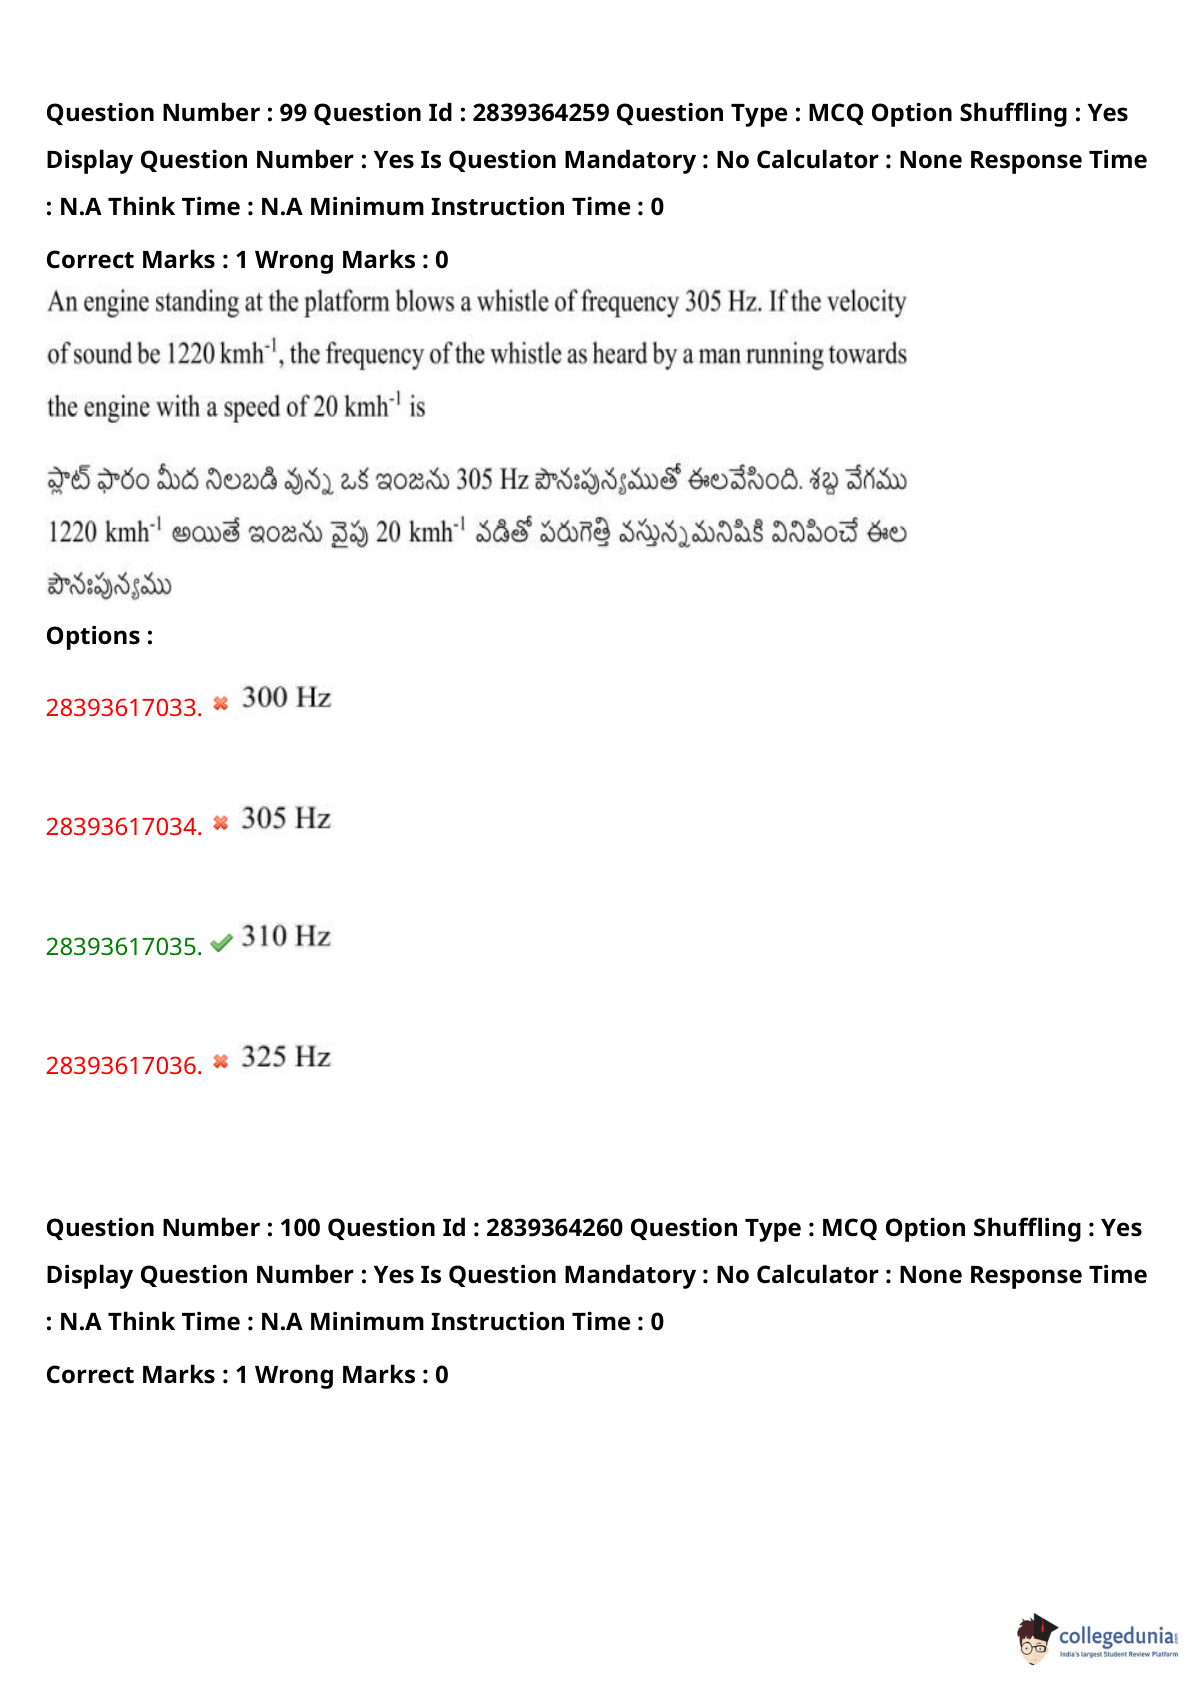 Question Number : 99 Question Id : 2839364259 Question Type : MCQ Option Shuffling : Yes
Display Question Number : Yes Is Question Mandatory : No Calculator : None Response Time
: N.A Think Time : N.A Minimum Instruction Time : 0
Correct Marks : 1 Wrong Marks : 0
An engine standing at the platform blows a whistle of frequency 305 Hz. If the velocity
of sound be 1220 kmh⁻¹, the frequency of the whistle as heard by a man running towards
the engine with a speed of 20 kmh⁻¹ is
ప్లాట్ ఫారం మీద నిలబడి వున్న ఒక ఇంజను 305 Hz పౌనఃపున్యముతో ఈలవేసింది. శబ్ద వేగము
1220 kmh⁻¹ అయితే ఇంజను వైపు 20 kmh⁻¹ వడితో పరుగెత్తి వస్తున్నమనిషికి వినిపించే ఈల
పౌనఃపున్యము
Options :
28393617033. 300 Hz
28393617034. 305 Hz
28393617035. 310 Hz
28393617036. 325 Hz
Question Number : 100 Question Id : 2839364260 Question Type : MCQ Option Shuffling : Yes
Display Question Number : Yes Is Question Mandatory : No Calculator : None Response Time
: N.A Think Time : N.A Minimum Instruction Time : 0
Correct Marks : 1 Wrong Marks : 0
collegedunia
India's largest Student Review Platform